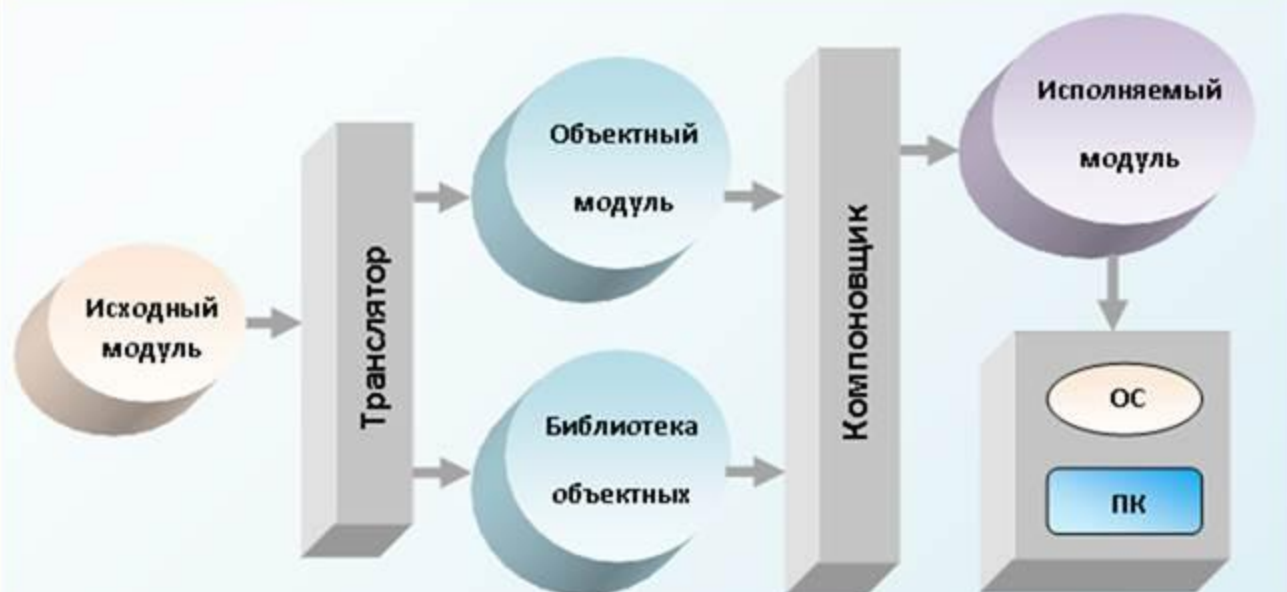 Исходный
модуль
Транслятор
Объектный
модуль
Библиотека
объектных
Компоновщик
Исполняемый
модуль
ОС
ПК